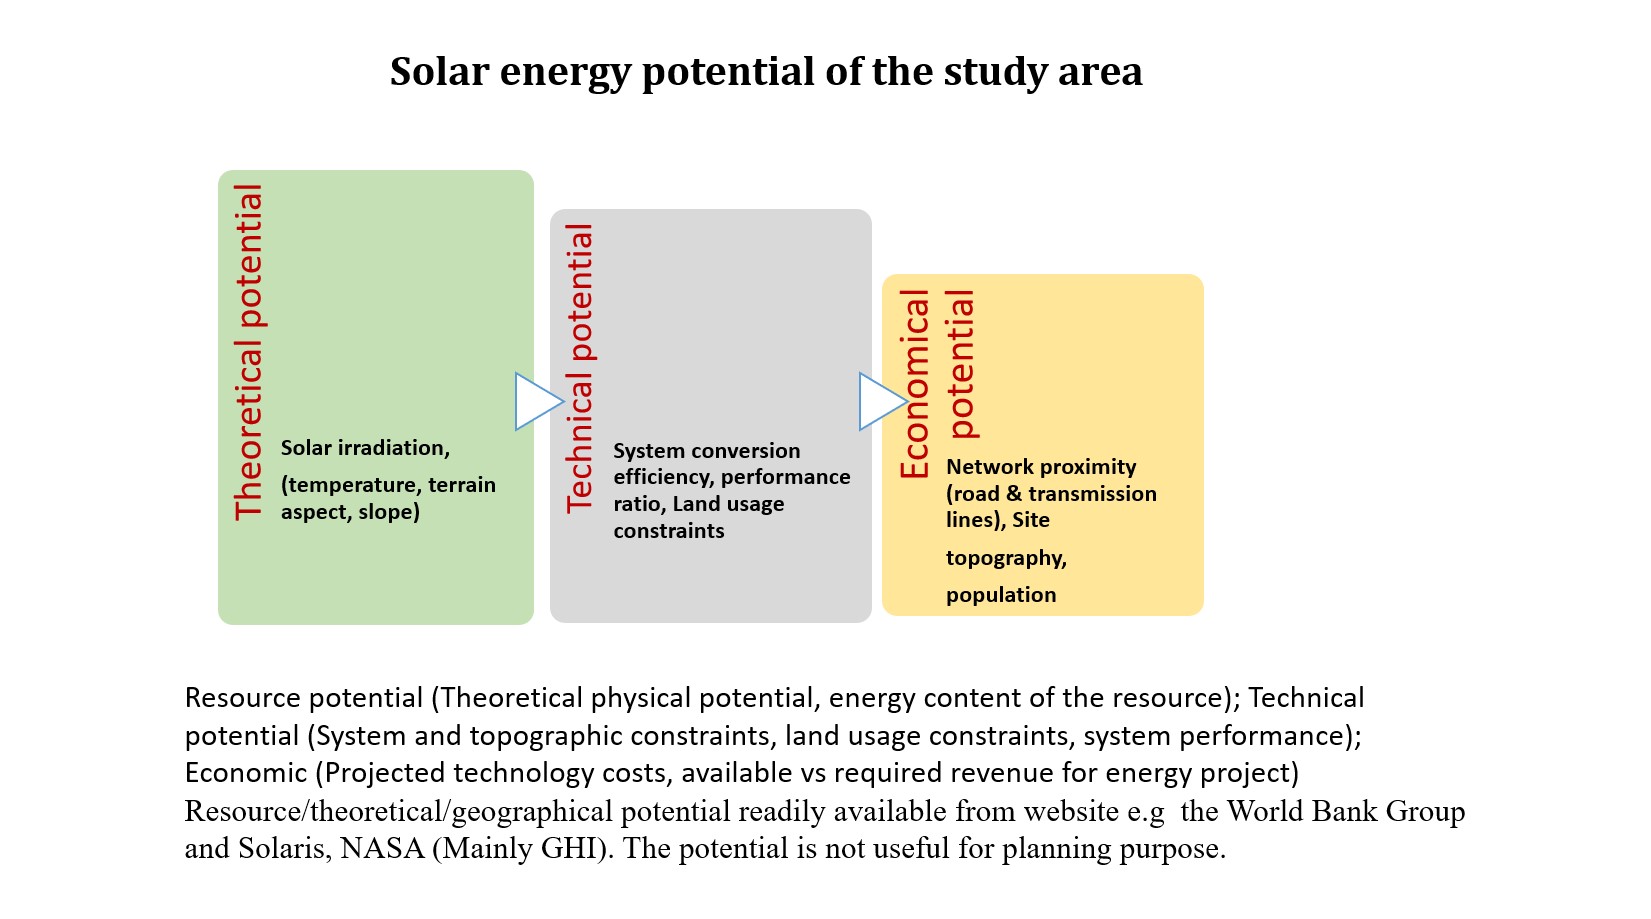 Solar energy potential of the study area
Theoretical potential
Solar irradiation,
(temperature, terrain
aspect, slope)
Technical potential
System conversion
efficiency, performance
ratio, Land usage
constraints
Economical
potential
Network proximity
(road & transmission
lines), Site
topography,
population
Resource potential (Theoretical physical potential, energy content of the resource); Technical
potential (System and topographic constraints, land usage constraints, system performance);
Economic (Projected technology costs, available vs required revenue for energy project)
Resource/theoretical/geographical potential readily available from website e.g  the World Bank Group
and Solaris, NASA (Mainly GHI). The potential is not useful for planning purpose.